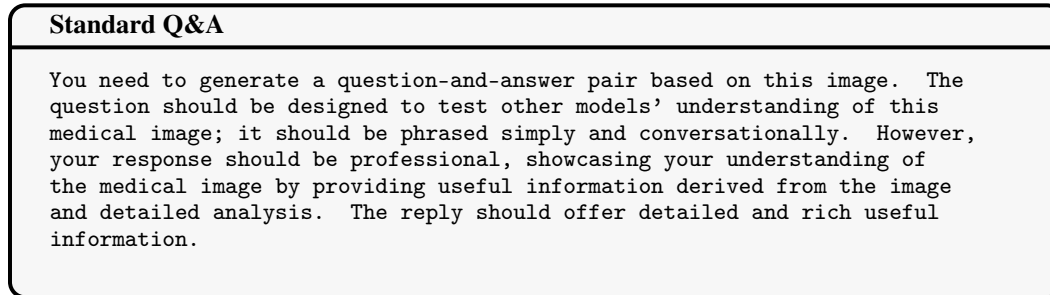 Standard Q&A
You need to generate a question-and-answer pair based on this image. The
question should be designed to test other models' understanding of this
medical image; it should be phrased simply and conversationally. However,
your response should be professional, showcasing your understanding of
the medical image by providing useful information derived from the image
and detailed analysis. The reply should offer detailed and rich useful
information.